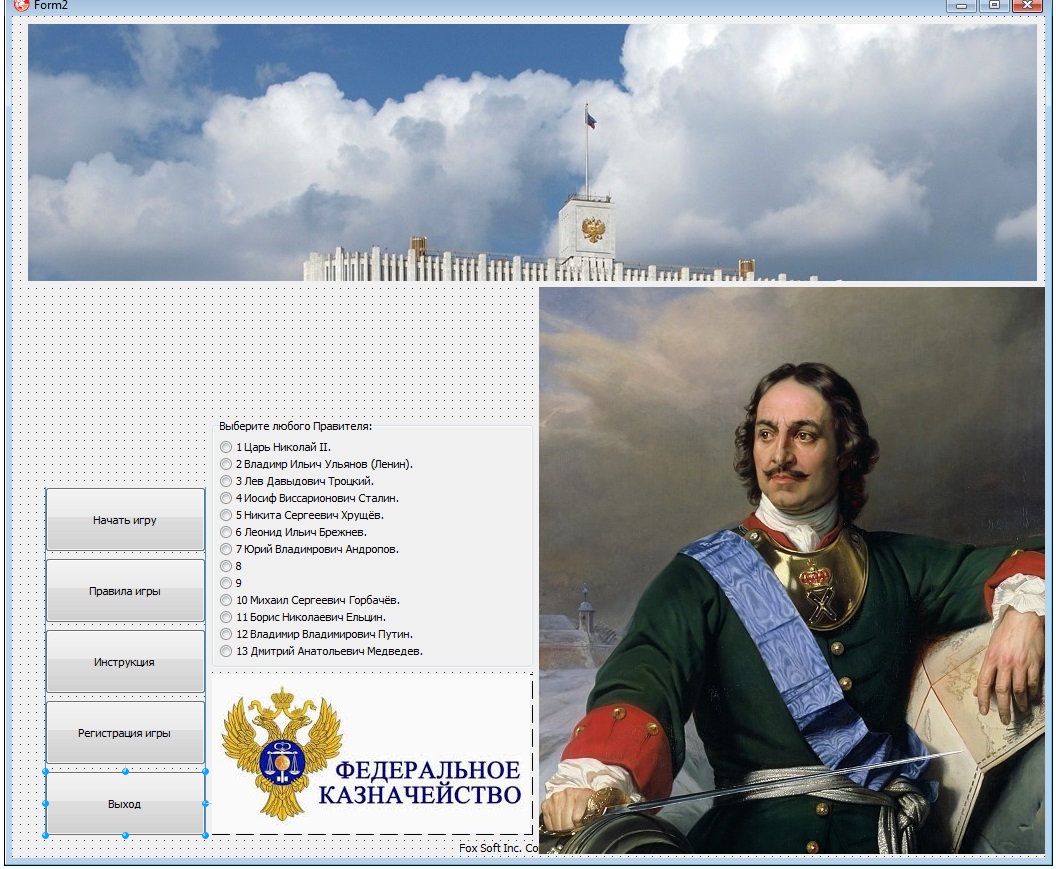 Form2
Выберите любого Правителя:
1 Царь Николай II.
2 Владимр Ильич Ульянов (Ленин).
3 Лев Давыдович Троцкий.
4 Иосиф Виссарионович Сталин.
5 Никита Сергеевич Хрущёв.
6 Леонид Ильич Брежнев.
7 Юрий Владимрович Андропов.
8
9
10 Михаил Сергеевич Горбачёв.
11 Борис Николаевич Ельцин.
12 Владимир Владимирович Путин.
13 Дмитрий Анатольевич Медведев.
Начать игру
Правила игры
Инструкция
Регистрация игры
Выход
ФЕДЕРАЛЬНОЕ
КАЗНАЧЕЙСТВО
Fox Soft Inc. Co